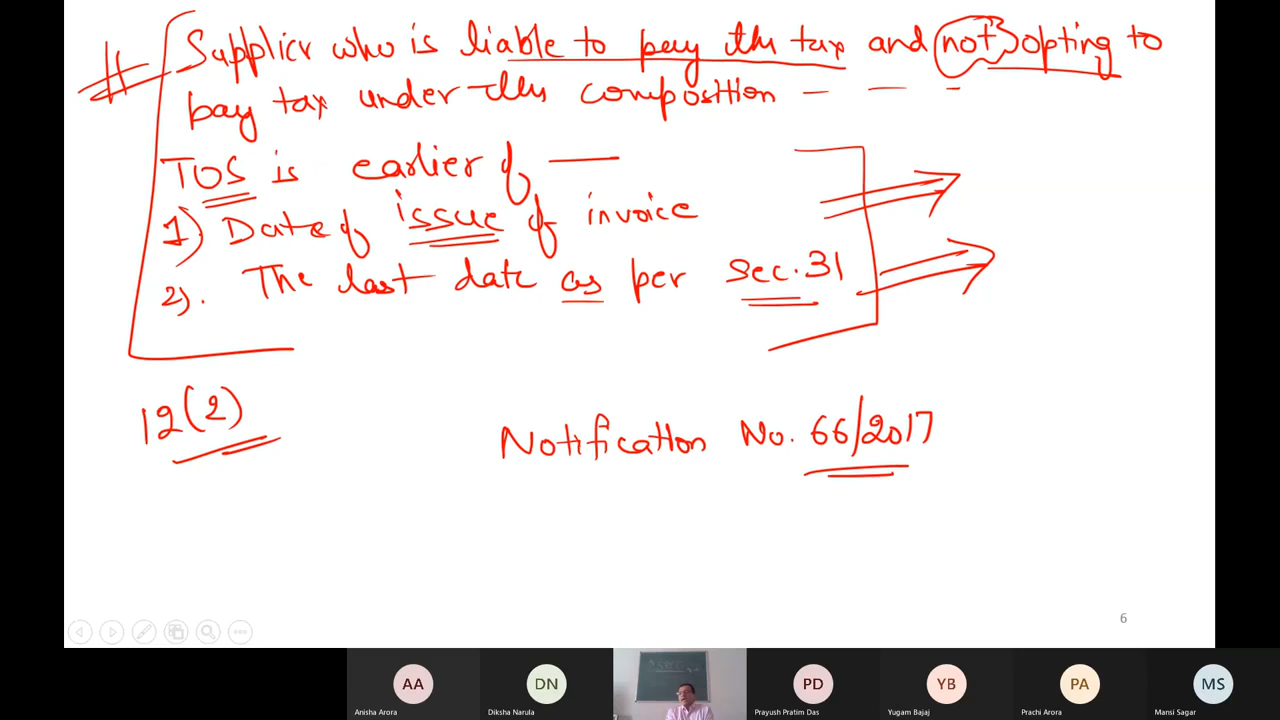 # Supplier who is liable to pay the tax and not opting to
pay tax under the composition - - -
TOS is earlier of —
1) Date of issue of invoice
2). The last date as per sec. 31
12(2)
Notification No. 66/2017
6
AA
Anisha Arora
DN
Diksha Narula
PD
Prayush Pratim Das
YB
Yugam Bajaj
PA
Prachi Arora
MS
Mansi Sagar